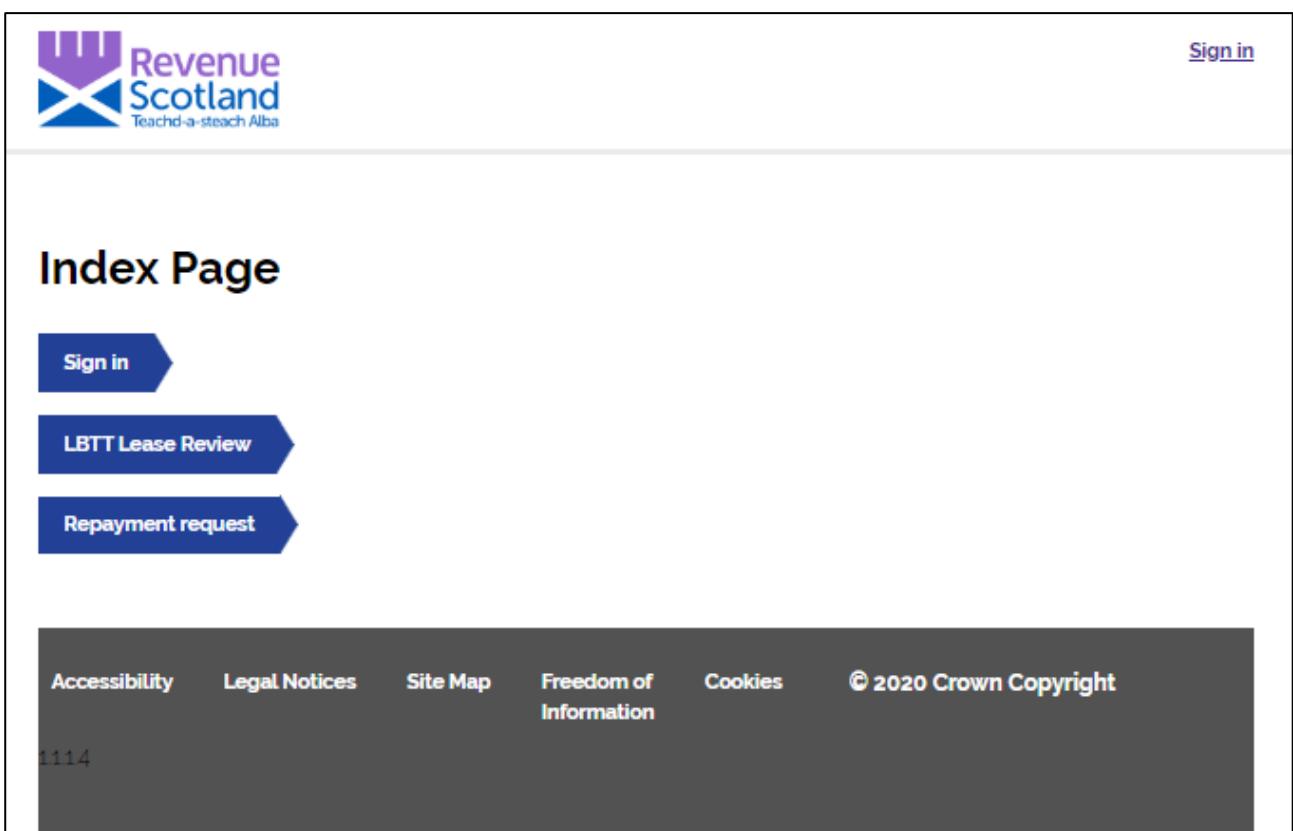 Revenue
Scotland
Teachd-a-steach Alba
Sign in
Index Page
Sign in
LBTT Lease Review
Repayment request
Accessibility Legal Notices Site Map Freedom of Cookies © 2020 Crown Copyright
Information
1114